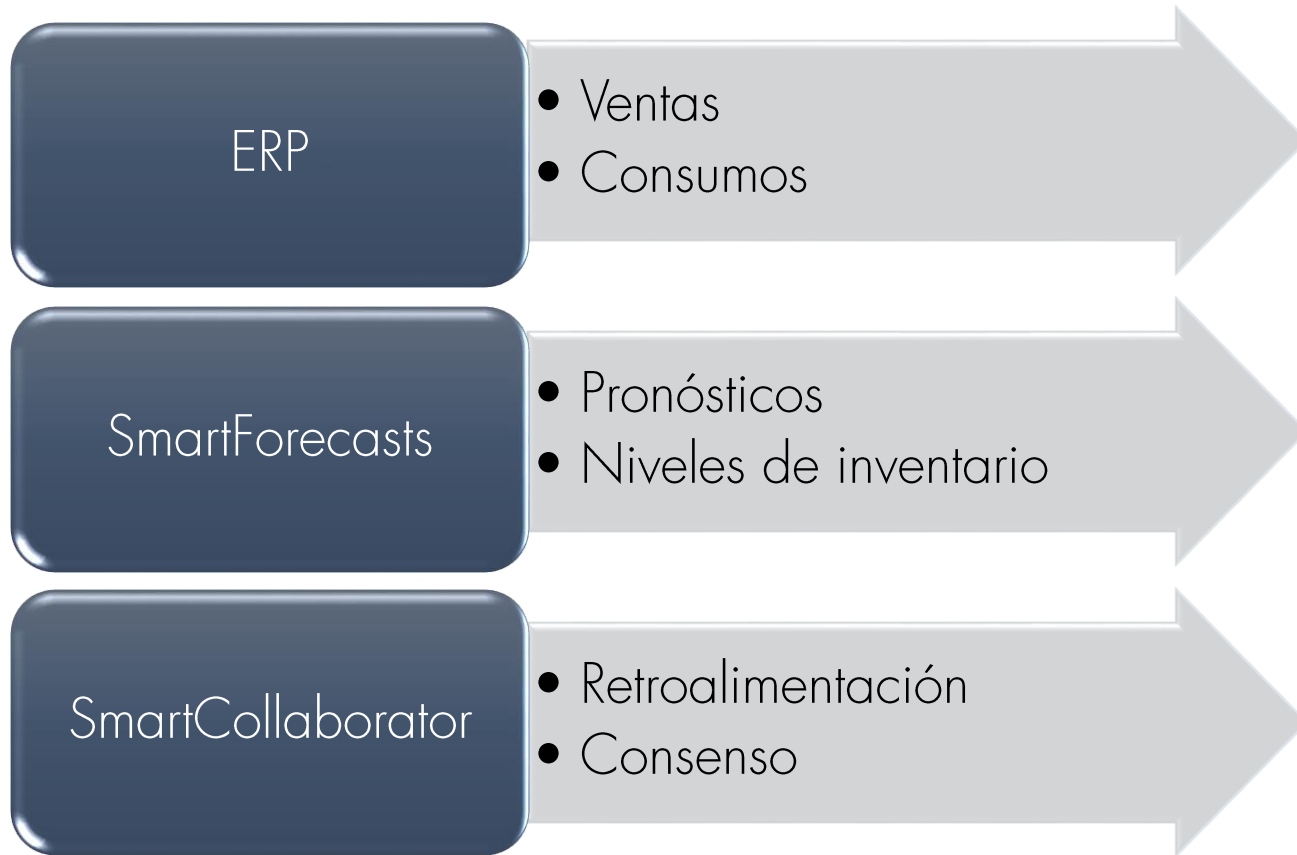 ERP
• Ventas
• Consumos
SmartForecasts
• Pronósticos
• Niveles de inventario
SmartCollaborator
• Retroalimentación
• Consenso